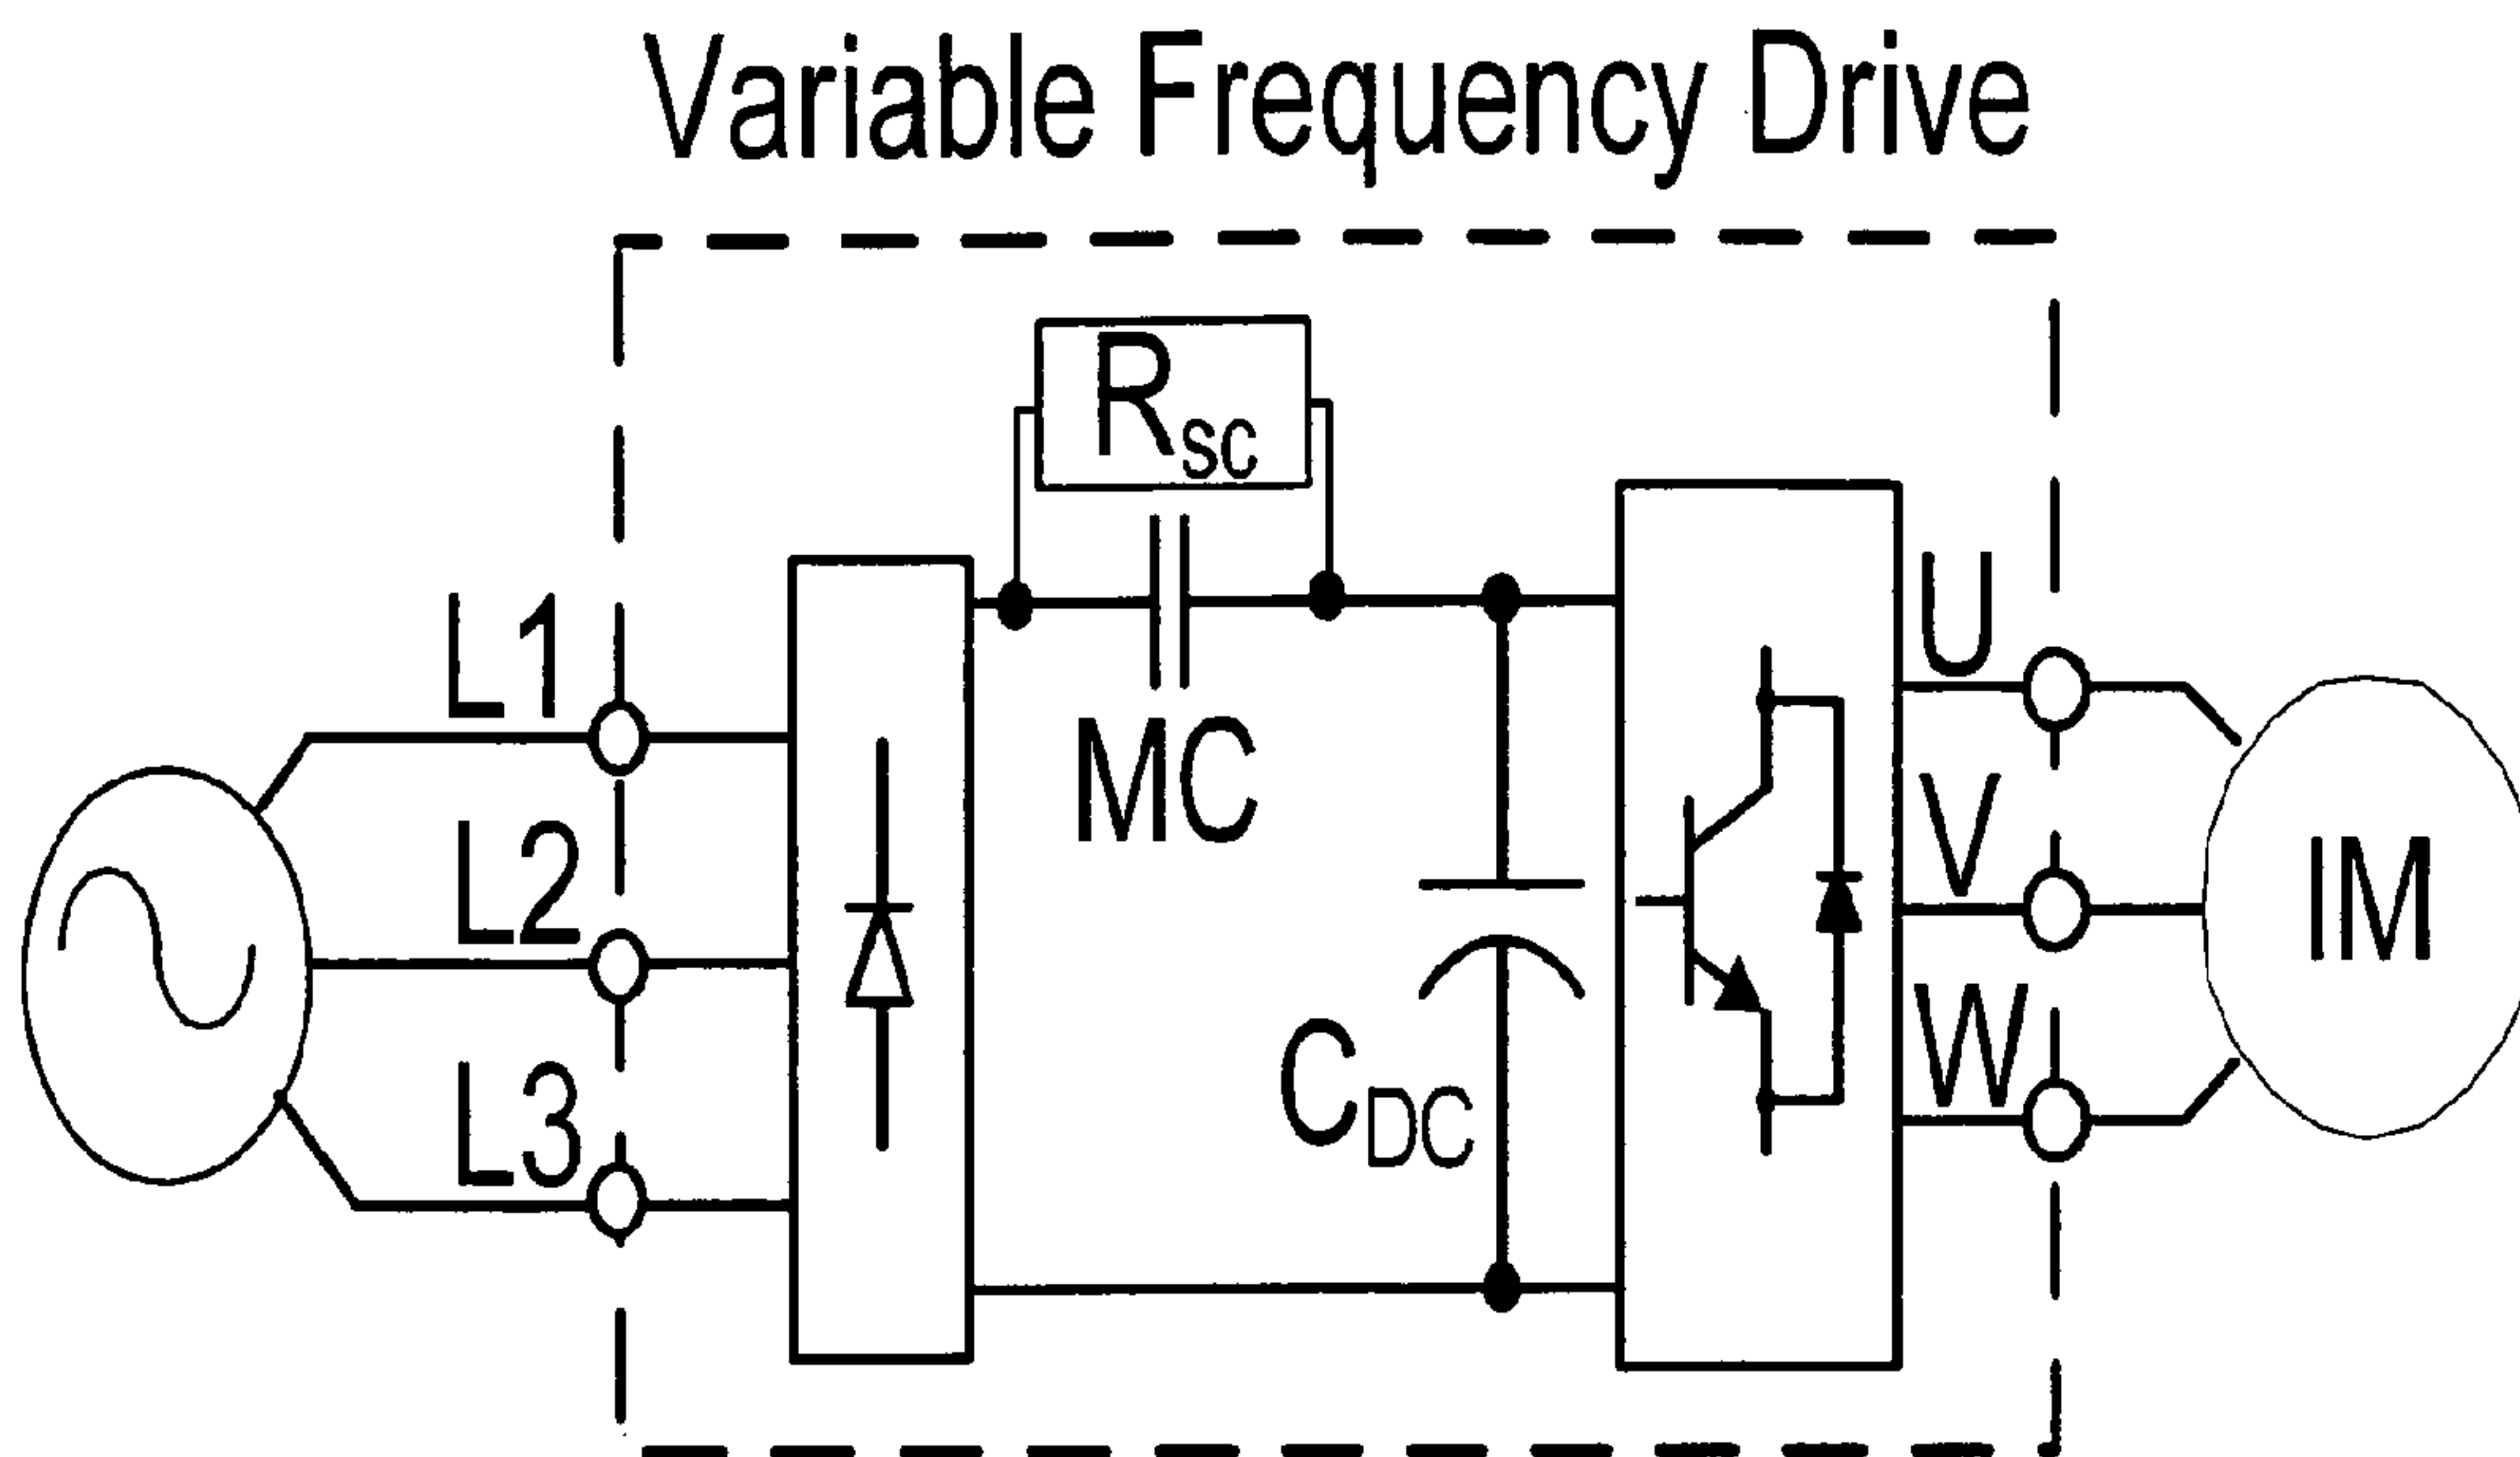 Variable Frequency Drive
Rsc
L1
U
MC
V
L2
IM
W
CDC
L3